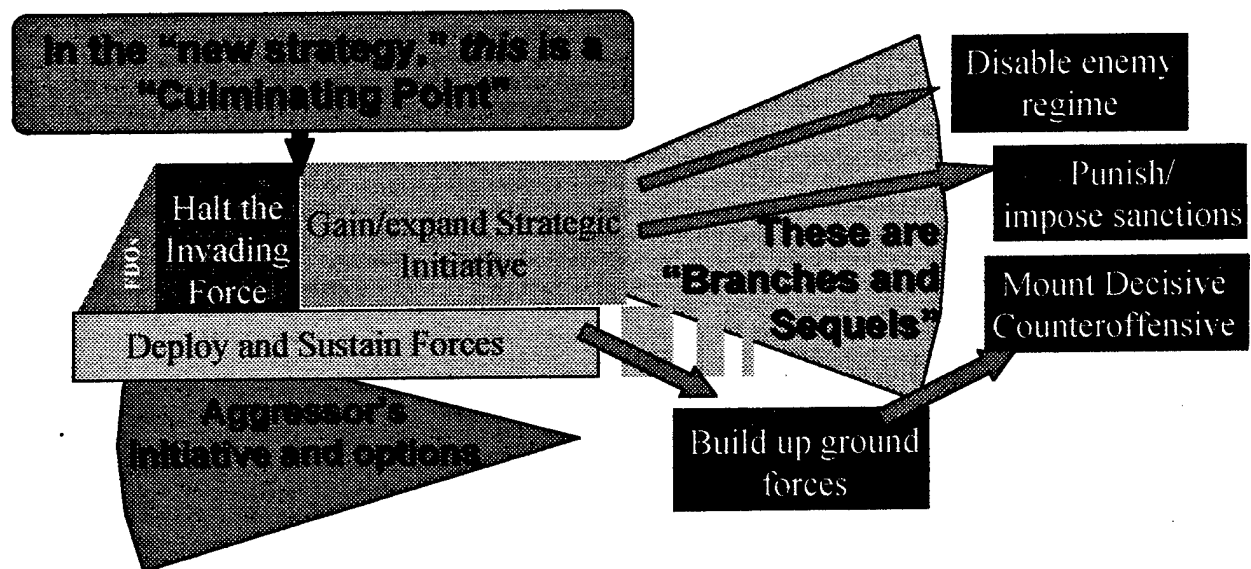 In the “new strategy,” this is a
“Culminating Point”
Disable enemy
regime
Punish/
impose sanctions
Mount Decisive
Counteroffensive
FDOs
Halt the
Invading
Force
Gain/expand Strategic
Initiative
These are
“Branches and
Sequels”
Deploy and Sustain Forces
Aggressor's
initiative and options
Build up ground
forces